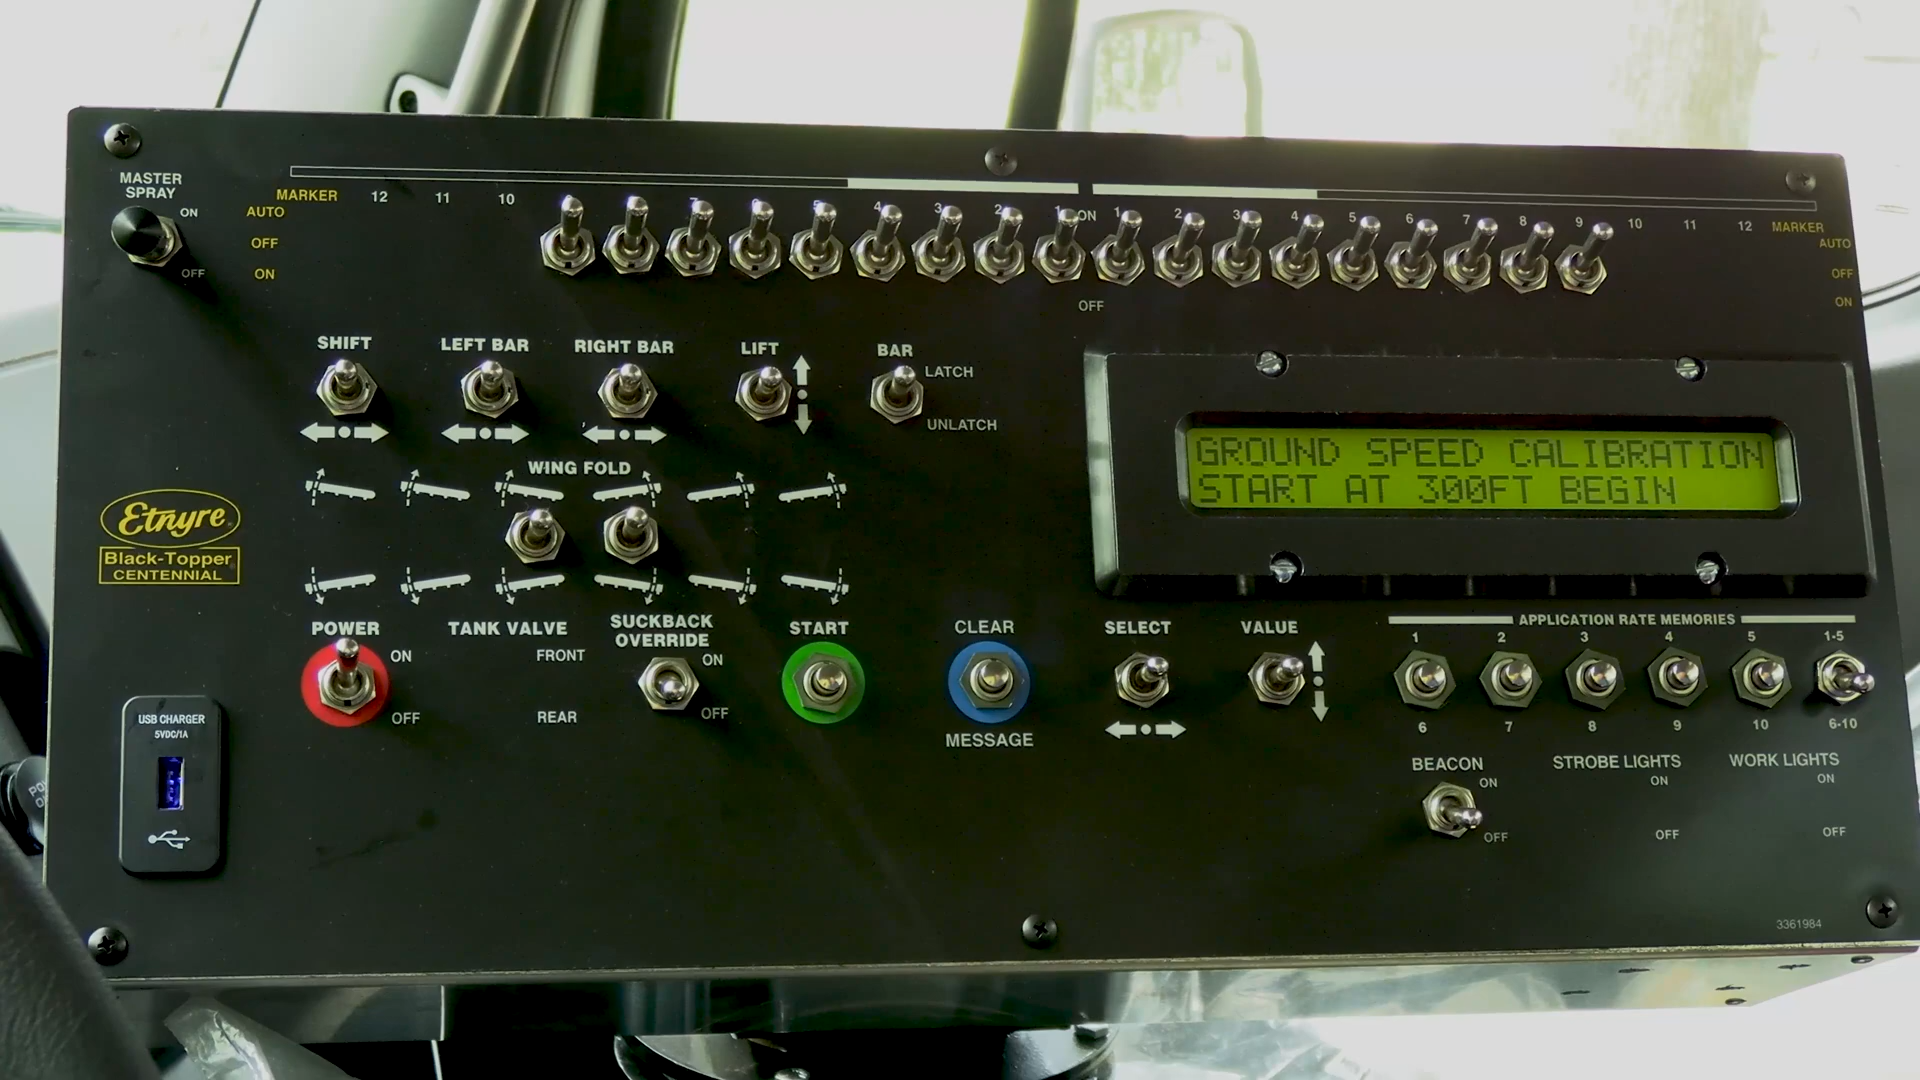 MASTER
SPRAY
ON
OFF
MARKER
AUTO
OFF
ON
12 11 10 7 5 4 3 2 1 ON 1 2 3 4 5 6 7 8 9 10 11 12
OFF
MARKER
AUTO
OFF
ON
SHIFT
LEFT BAR
RIGHT BAR
LIFT
BAR
LATCH
UNLATCH
GROUND SPEED CALIBRATION
START AT 300FT BEGIN
WING FOLD
Etnyre
Black-Topper
CENTENNIAL
POWER
ON
OFF
TANK VALVE
FRONT
REAR
SUCKBACK
OVERRIDE
ON
OFF
START
CLEAR
MESSAGE
SELECT
VALUE
APPLICATION RATE MEMORIES
1 2 3 4 5 1-5
6 7 8 9 10 6-10
USB CHARGER
5VDC/1A
BEACON
ON
OFF
STROBE LIGHTS
ON
OFF
WORK LIGHTS
ON
OFF
3361984